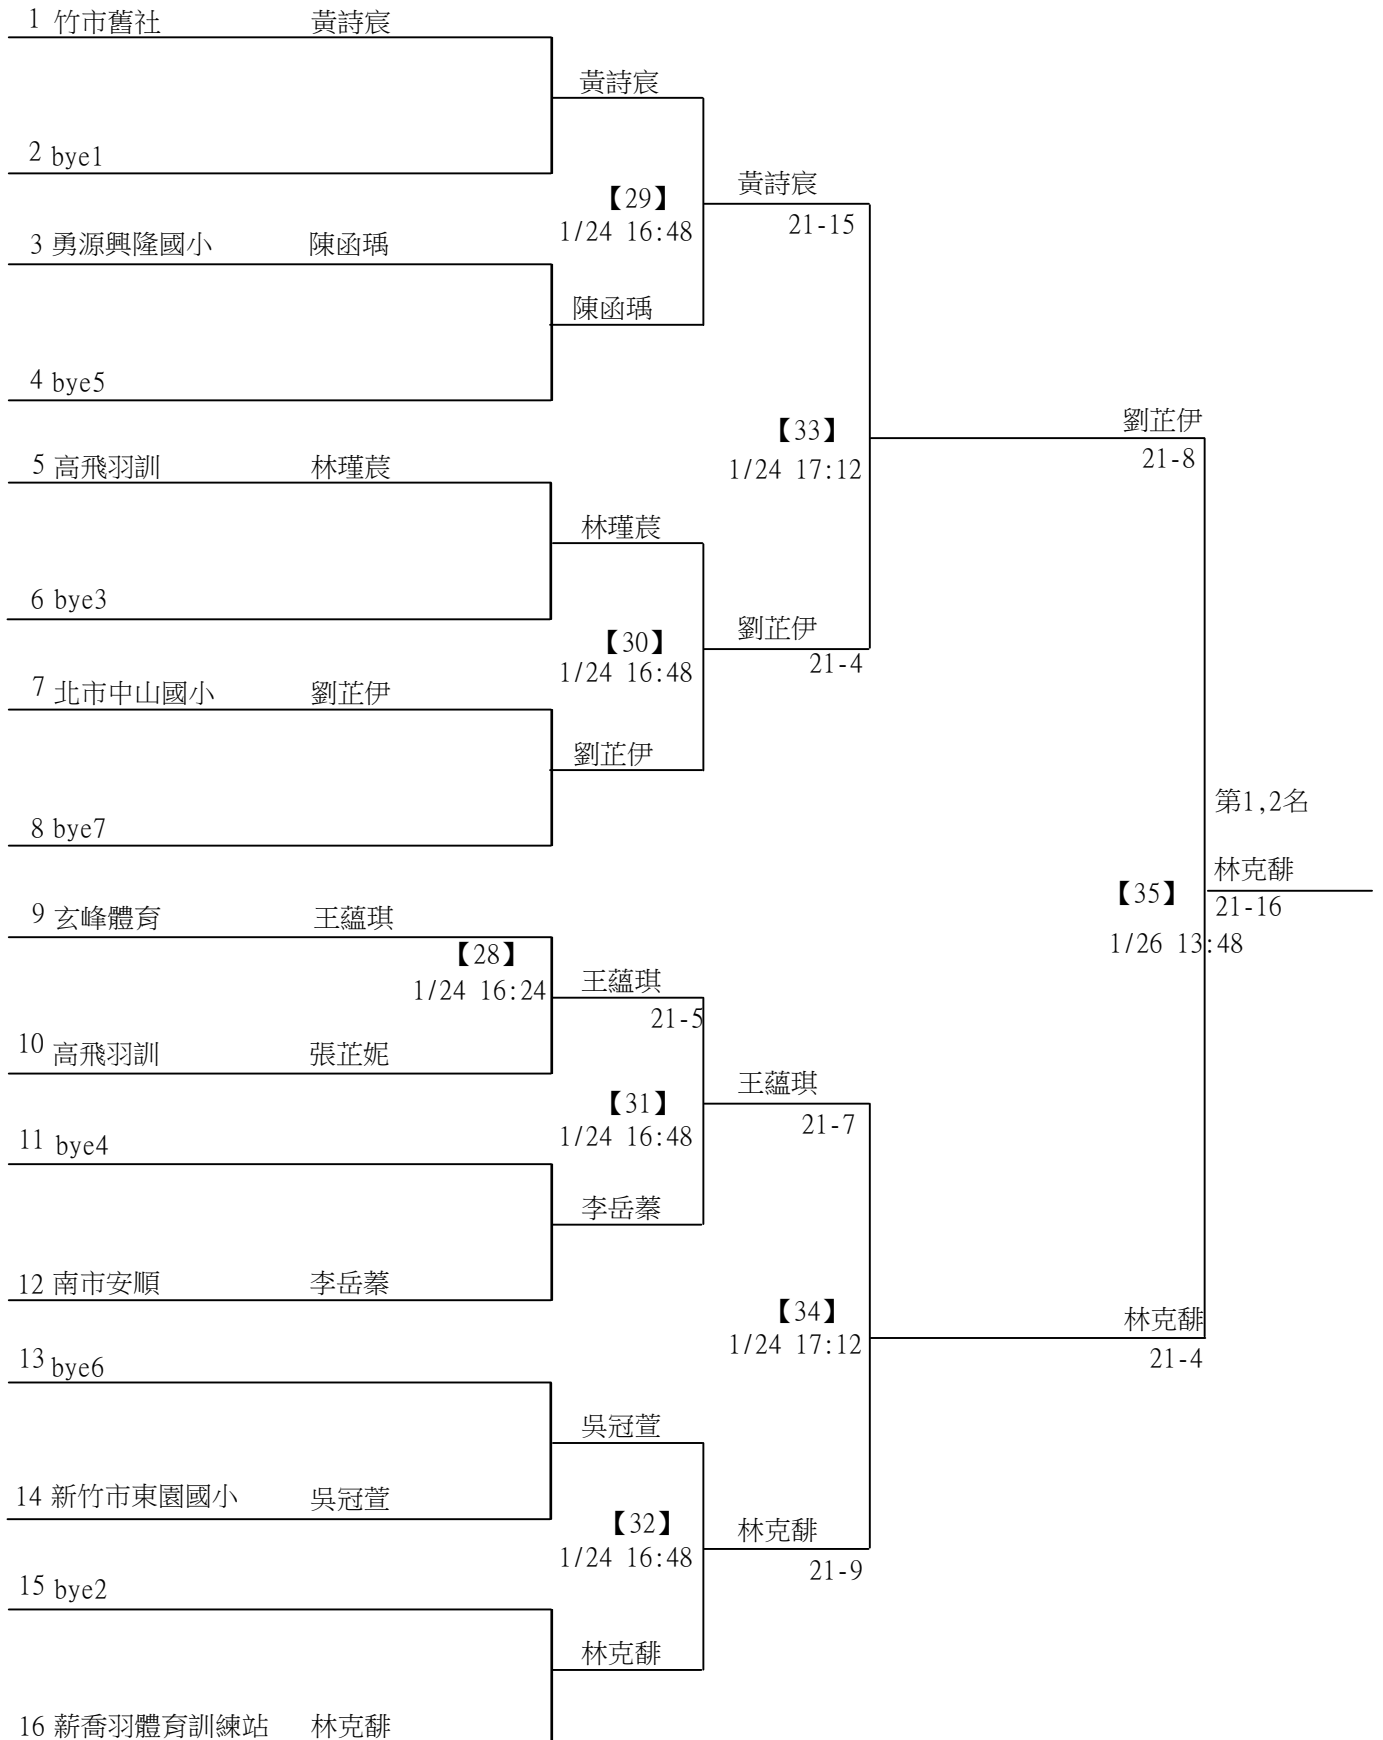 1 竹市舊社 黃詩宸
黃詩宸
2 bye1
黃詩宸
【29】
21-15
1/24 16:48
3 勇源興隆國小 陳函瑀
陳函瑀
4 bye5
劉芷伊
【33】
21-8
5 高飛羽訓 林瑾莀
1/24 17:12
林瑾莀
6 bye3
劉芷伊
【30】
21-4
1/24 16:48
7 北市中山國小 劉芷伊
劉芷伊
第1,2名
8 bye7
林克馡
【35】
21-16
9 玄峰體育 王蘊琪
1/26 13:48
【28】
王蘊琪
1/24 16:24
21-5
10 高飛羽訓 張芷妮
王蘊琪
【31】
21-7
11 bye4
1/24 16:48
李岳蓁
12 南市安順 李岳蓁
【34】
林克馡
1/24 17:12
21-4
13 bye6
吳冠萱
14 新竹市東園國小 吳冠萱
【32】
林克馡
1/24 16:48
21-9
15 bye2
林克馡
16 薪喬羽體育訓練站 林克馡